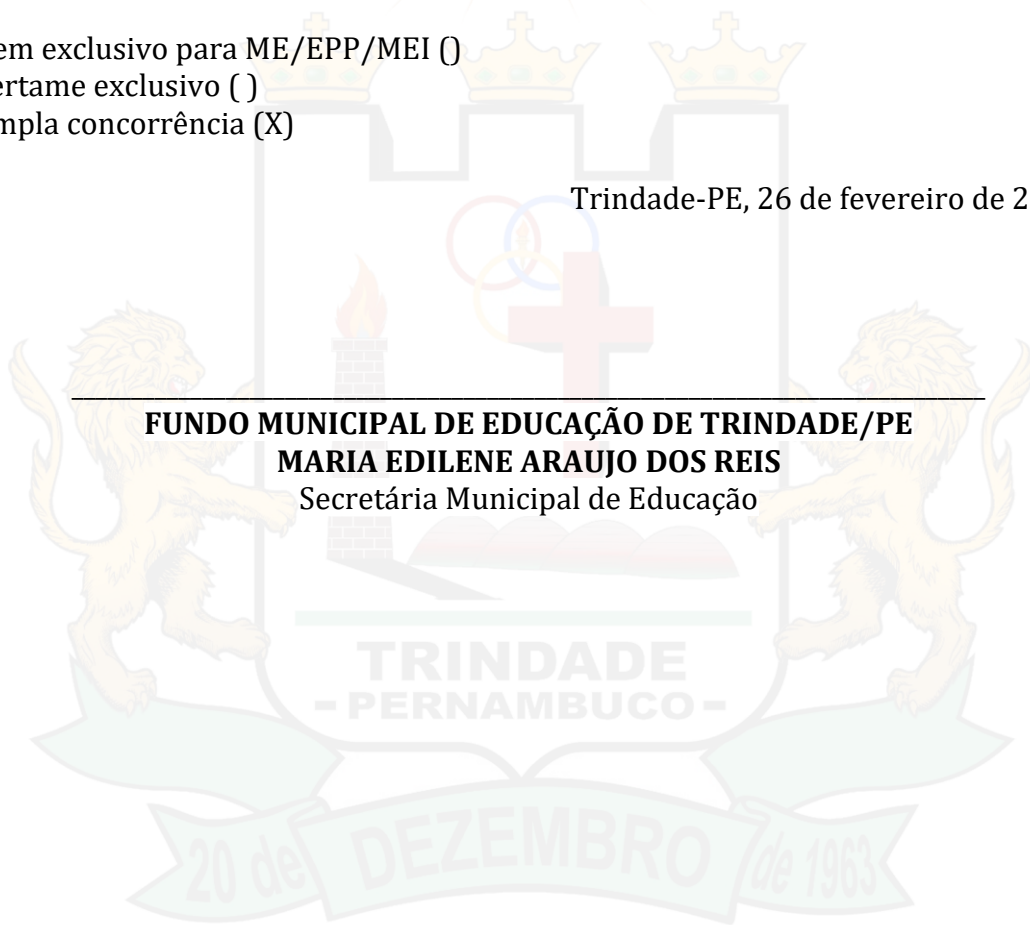 em exclusivo para ME/EPP/MEI ()
ertame exclusivo ( )
mpla concorrência (X)
Trindade-PE, 26 de fevereiro de 2
FUNDO MUNICIPAL DE EDUCAÇÃO DE TRINDADE/PE
MARIA EDILENE ARAUJO DOS REIS
Secretária Municipal de Educação
TRINDADE
- PERNAMBUCO -
20 de DEZEMBRO de 1963